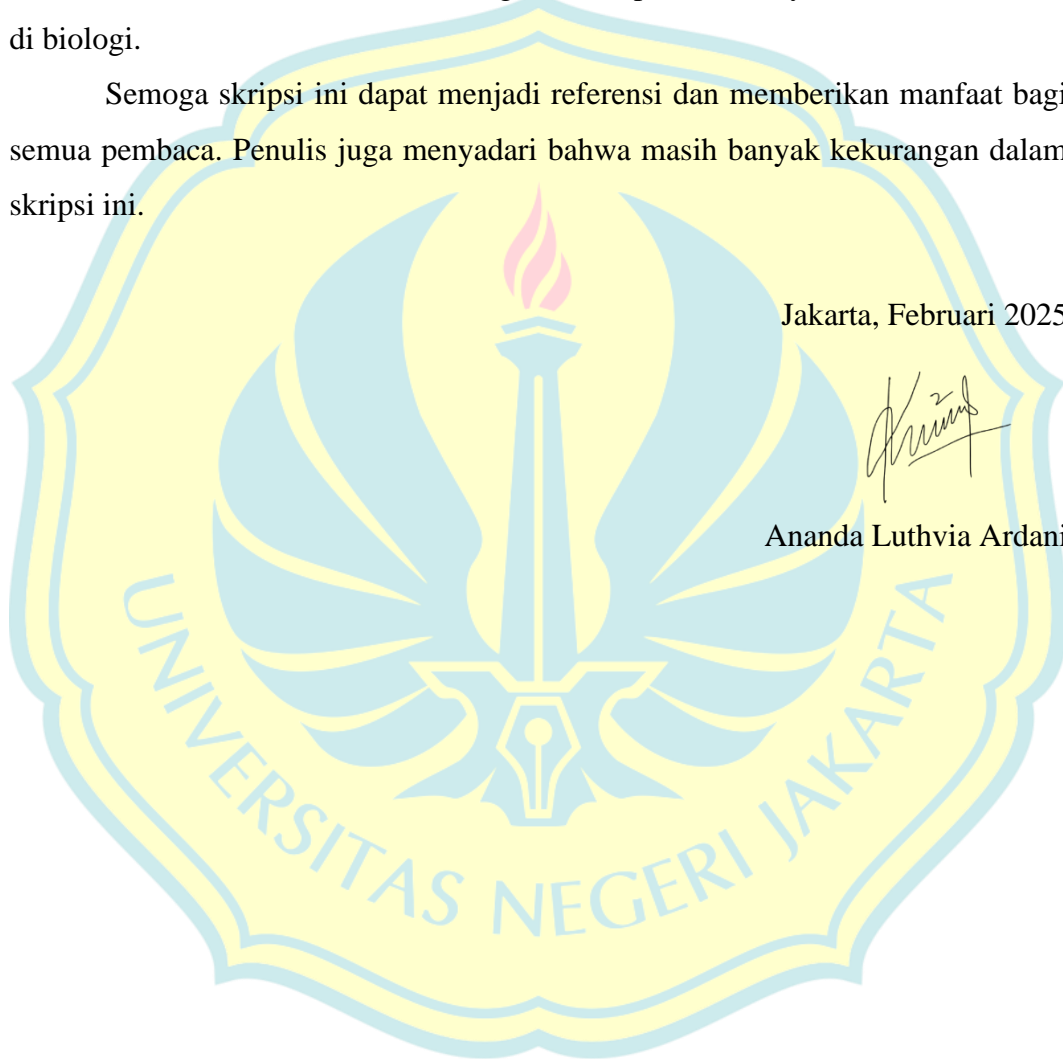 di biologi.
Semoga skripsi ini dapat menjadi referensi dan memberikan manfaat bagi
semua pembaca. Penulis juga menyadari bahwa masih banyak kekurangan dalam
skripsi ini.
Jakarta, Februari 2025
Ananda Luthvia Ardani
UNIVERSITAS NEGERI JAKARTA